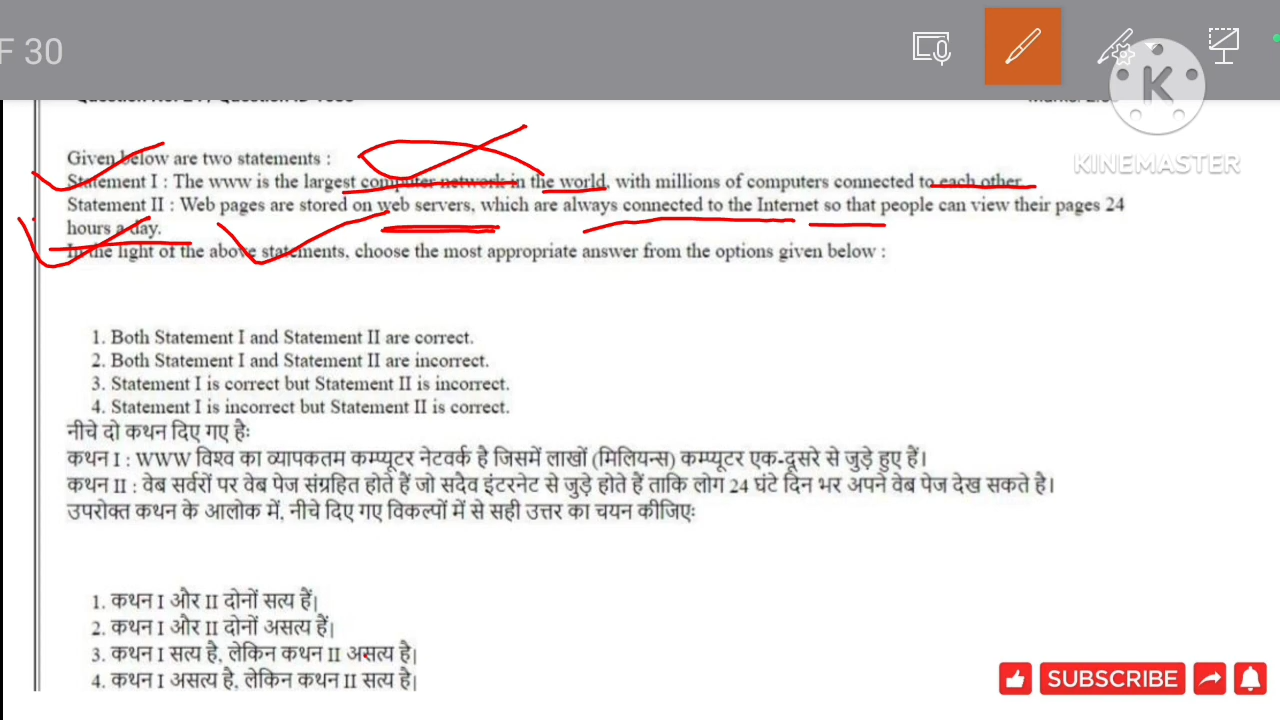 F 30
KINEMASTER
Given below are two statements :
Statement I : The www is the largest computer network in the world, with millions of computers connected to each other.
Statement II : Web pages are stored on web servers, which are always connected to the Internet so that people can view their pages 24
hours a day.
In the light of the above statements, choose the most appropriate answer from the options given below :
1. Both Statement I and Statement II are correct.
2. Both Statement I and Statement II are incorrect.
3. Statement I is correct but Statement II is incorrect.
4. Statement I is incorrect but Statement II is correct.
नीचे दो कथन दिए गए है:
कथन I : WWW विश्व का व्यापकतम कम्प्यूटर नेटवर्क है जिसमें लाखों (मिलियन्स) कम्प्यूटर एक-दूसरे से जुड़े हुए हैं।
कथन II : वेब सर्वरों पर वेब पेज संग्रहित होते हैं जो सदैव इंटरनेट से जुड़े होते हैं ताकि लोग 24 घंटे दिन भर अपने वेब पेज देख सकते है।
उपरोक्त कथन के आलोक में, नीचे दिए गए विकल्पों में से सही उत्तर का चयन कीजिए:
1. कथन I और II दोनों सत्य हैं|
2. कथन I और II दोनों असत्य हैं|
3. कथन I सत्य है, लेकिन कथन II असत्य है|
4. कथन I असत्य है, लेकिन कथन II सत्य है|
SUBSCRIBE